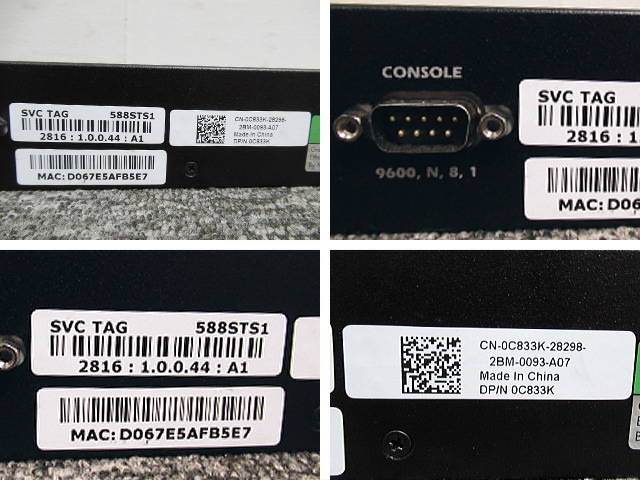 SVC TAG 588STS1
2816 : 1.0.0.44 : A1
MAC: D067E5AFB5E7
CN-0C833K-28298-
2BM-0093-A07
Made In China
DP/N 0C833K
CONSOLE
9600, N, 8, 1
SVC TAG
2816 : 1
MAC: D06
SVC TAG 588STS1
2816 : 1.0.0.44 : A1
MAC: D067E5AFB5E7
CN-0C833K-28298-
2BM-0093-A07
Made In China
DP/N 0C833K